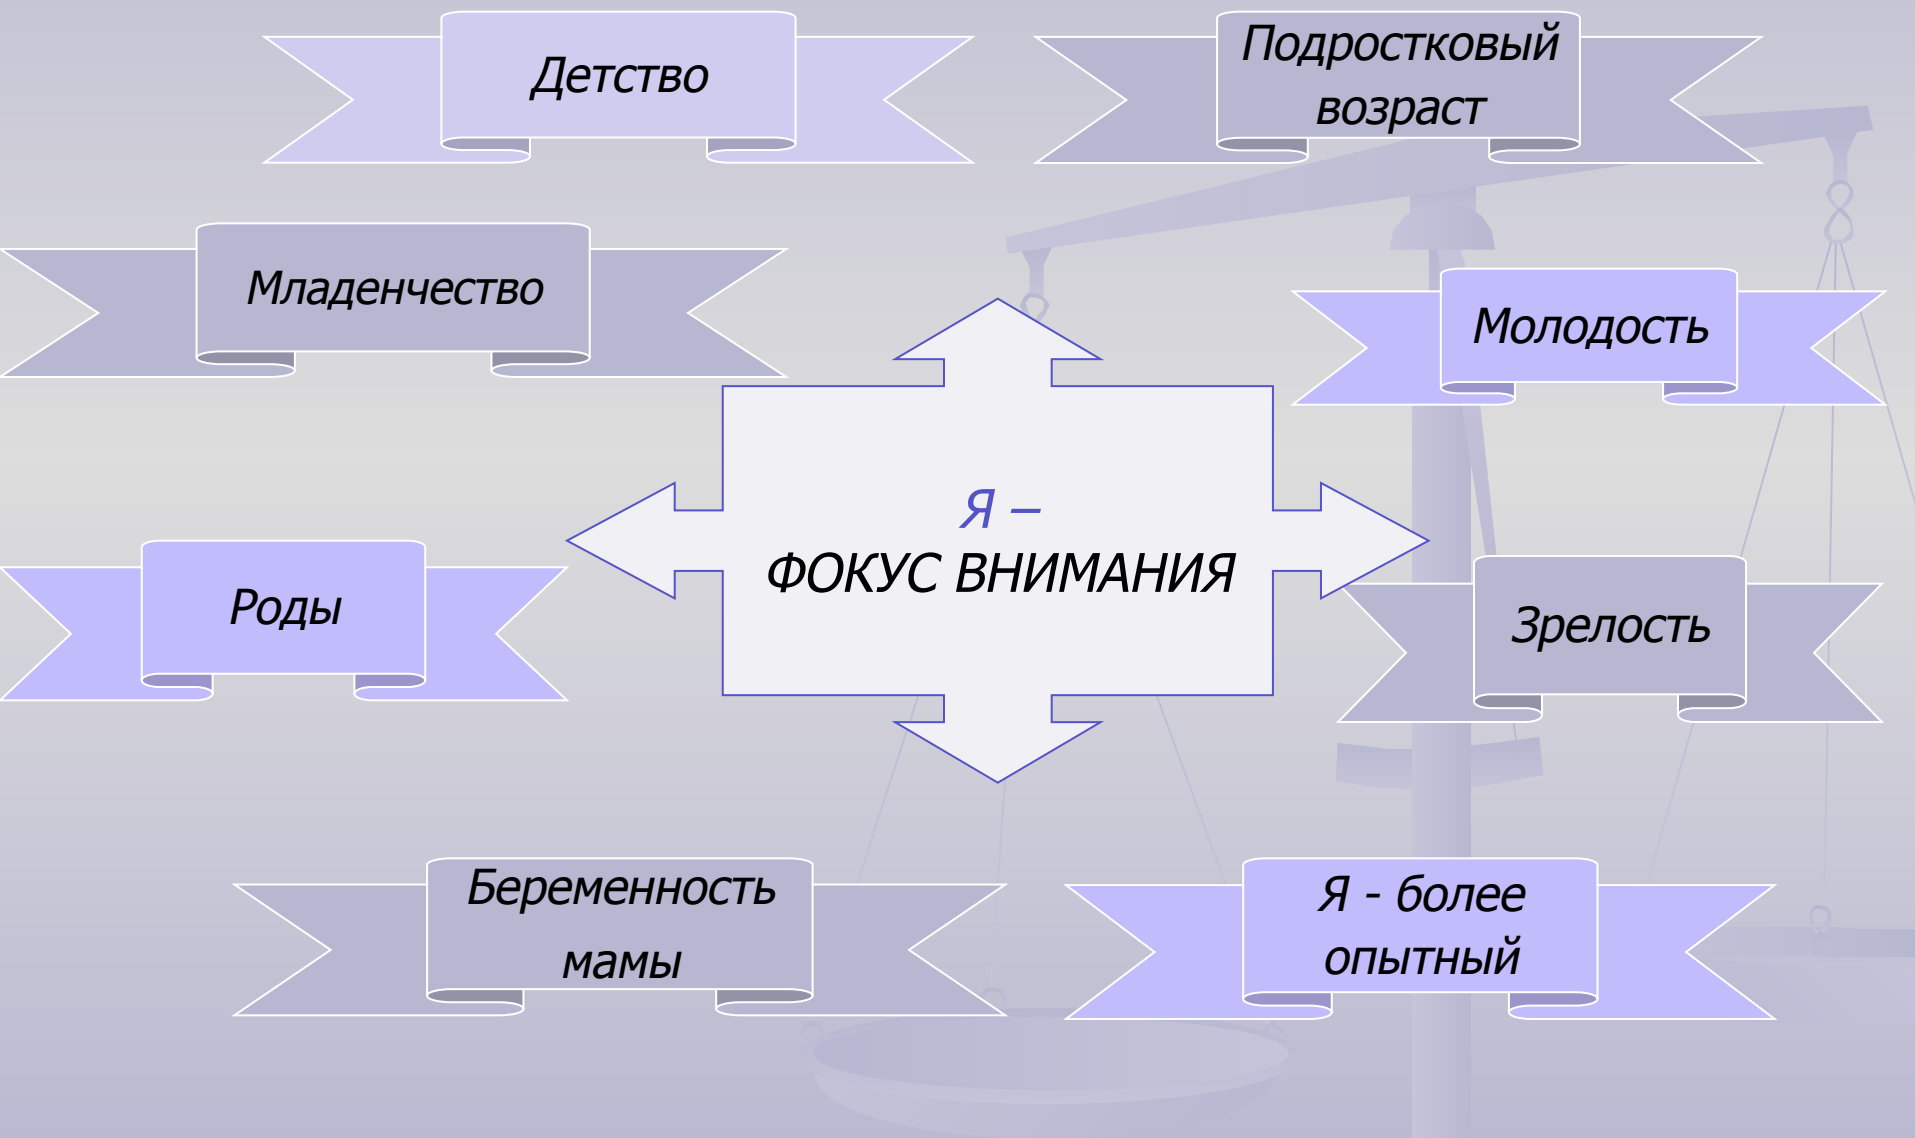 Детство
Подростковый
возраст
Младенчество
Молодость
Я –
ФОКУС ВНИМАНИЯ
Роды
Зрелость
Беременность
мамы
Я - более
опытный